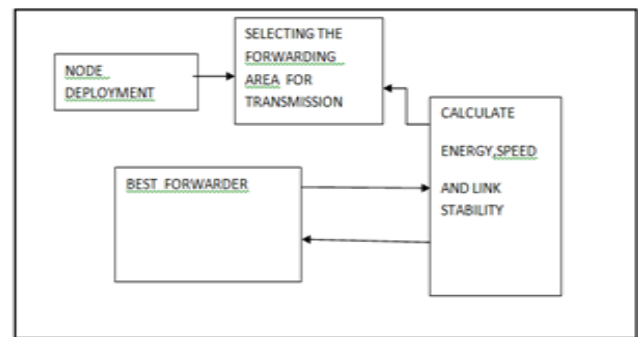 NODE
DEPLOYMENT
SELECTING THE
FORWARDING
AREA FOR
TRANSMISSION
CALCULATE
ENERGY,SPEED
AND LINK
STABILITY
BEST FORWARDER